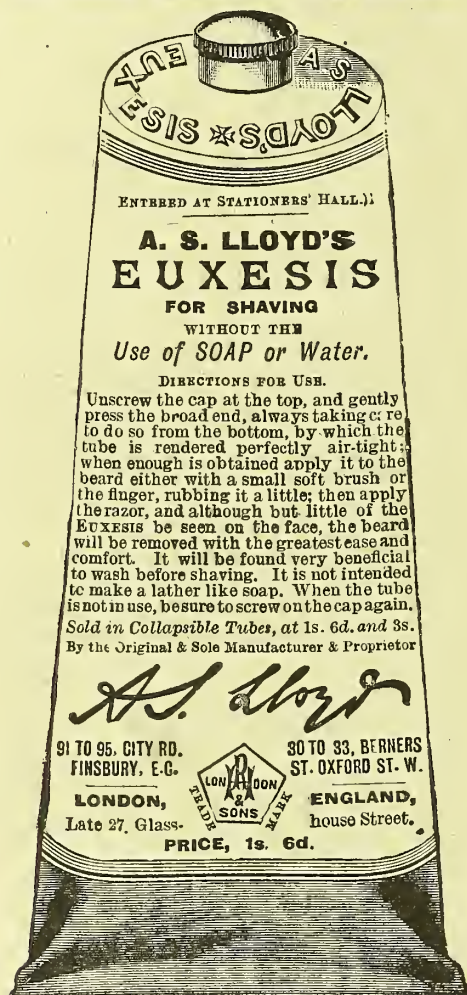 A S LLOYD'S EUXESIS
ENTERED AT STATIONERS' HALL.)
A. S. LLOYD'S
EUXESIS
FOR SHAVING
WITHOUT THE
Use of SOAP or Water.
DIRECTIONS FOR USE.
Unscrew the cap at the top, and gently
press the broad end, always taking care
to do so from the bottom, by which the
tube is rendered perfectly air-tight;
when enough is obtained apply it to the
beard either with a small soft brush or
the finger, rubbing it a little; then apply
the razor, and although but little of the
EUXESIS be seen on the face, the beard
will be removed with the greatest ease and
comfort. It will be found very beneficial
to wash before shaving. It is not intended
to make a lather like soap. When the tube
is not in use, be sure to screw on the cap again.
Sold in Collapsible Tubes, at 1s. 6d. and 3s.
By the Original & Sole Manufacturer & Proprietor
A.S. Lloyd
91 TO 95, CITY RD. 30 TO 33, BERNERS
FINSBURY, E.C. ST. OXFORD ST. W.
LONDON, ENGLAND,
Late 27, Glass- house Street.
LONDON
&
SONS
TRADE MARK
PRICE, 1s. 6d.